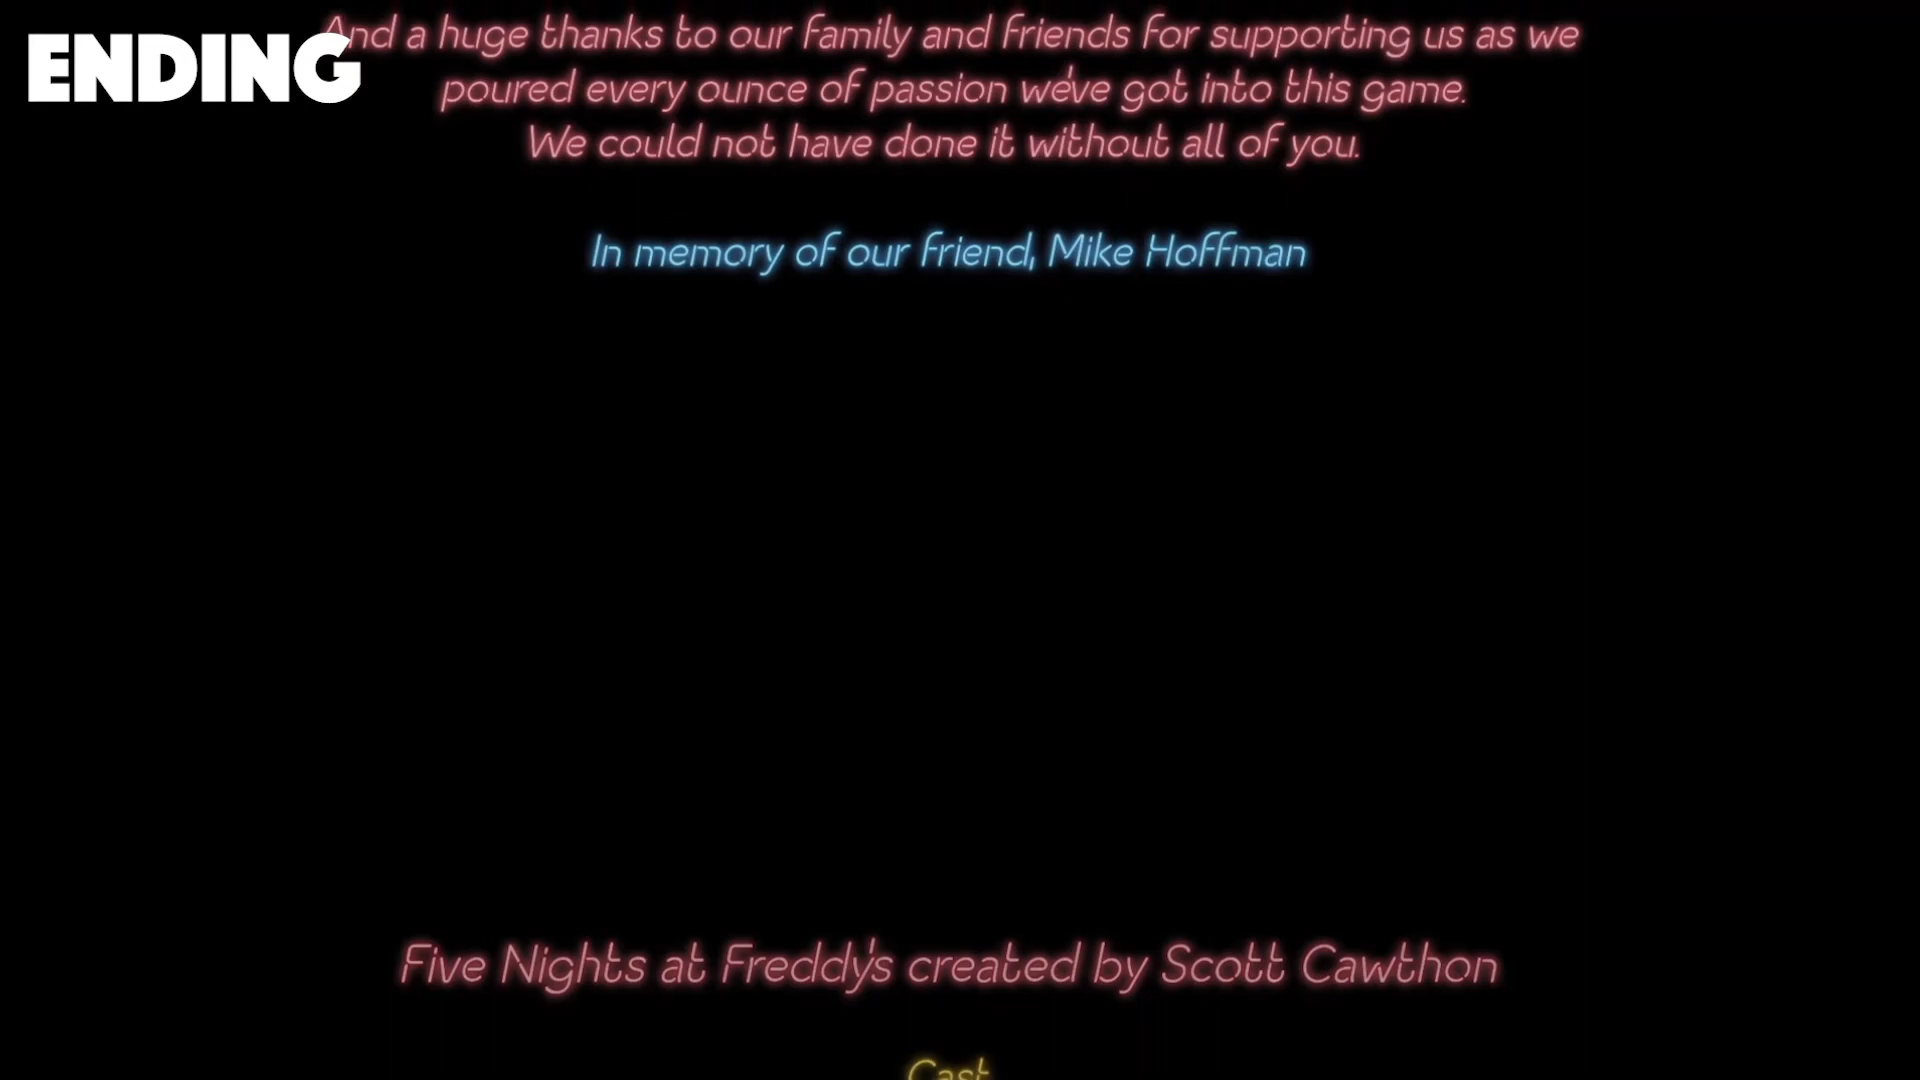 ENDING
And a huge thanks to our family and friends for supporting us as we
poured every ounce of passion we've got into this game.
We could not have done it without all of you.
In memory of our friend, Mike Hoffman
Five Nights at Freddy's created by Scott Cawthon
Cast